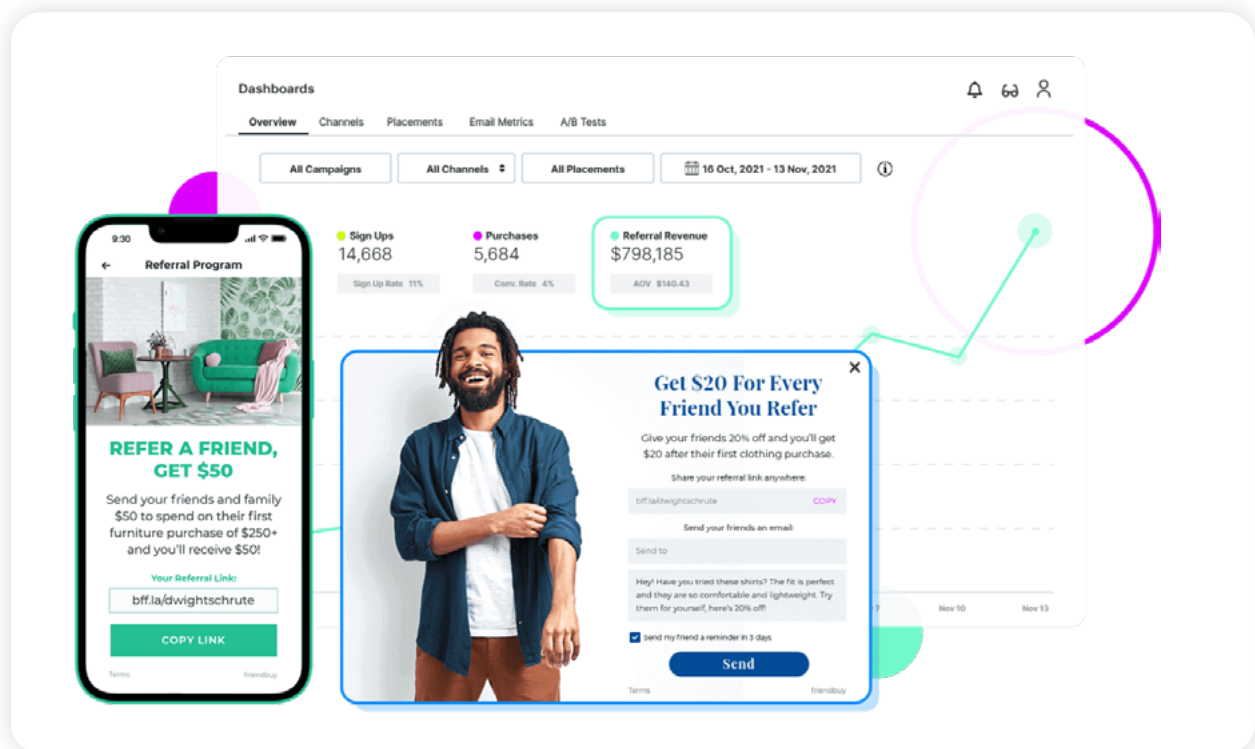 Dashboards
Overview Channels Placements Email Metrics A/B Tests
All Campaigns All Channels All Placements 16 Oct, 2021 - 13 Nov, 2021
Sign Ups
14,668
Sign Up Rate 11%
Purchases
5,684
Conv. Rate 4%
Referral Revenue
$798,185
AOV $140.43
7 Nov 10 Nov 13
9:30
Referral Program
REFER A FRIEND,
GET $50
Send your friends and family
$50 to spend on their first
furniture purchase of $250+
and you'll receive $50!
Your Referral Link:
bff.la/dwightschrute
COPY LINK
Terms friendbuy
Get $20 For Every
Friend You Refer
Give your friends 20% off and you'll get
$20 after their first clothing purchase.
Share your referral link anywhere:
bff.la/dwightschrute COPY
Send your friends an email:
Send to
Hey! Have you tried these shirts? The fit is perfect
and they are so comfortable and lightweight. Try
them for yourself, here's 20% off!
Send my friend a reminder in 3 days
Send
Terms friendbuy